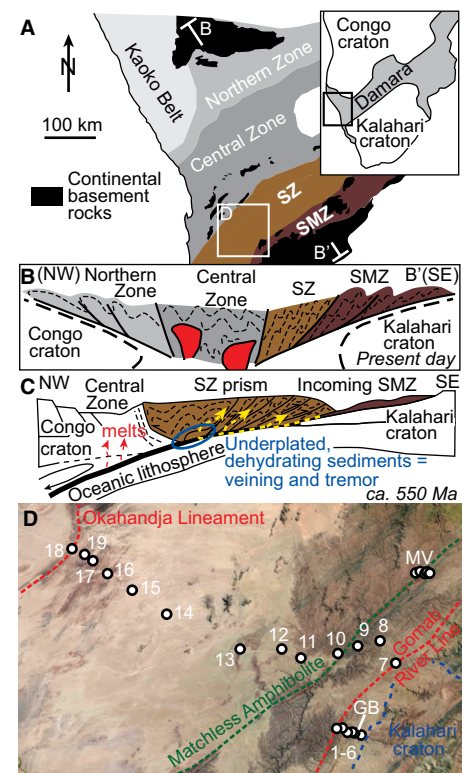 A
B
N
100 km
Kaoko Belt
Northern Zone
Central Zone
SZ
SMZ
D
B'
Continental
basement
rocks
Congo
craton
Damara
Kalahari
craton
B (NW) Northern Zone
Central
Zone
SZ
SMZ
B'(SE)
Congo
craton
Kalahari
craton
Present day
C NW
Central
Zone
SZ prism
Incoming SMZ
SE
Congo
craton
melts
Kalahari
craton
Oceanic lithosphere
Underplated,
dehydrating sediments =
veining and tremor
ca. 550 Ma
D
Okahandja Lineament
18
19
17
16
15
14
13
12
11
10
9
8
7
MV
Matchless Amphibolite
Gomab
River Line
GB
1-6
Kalahari
craton